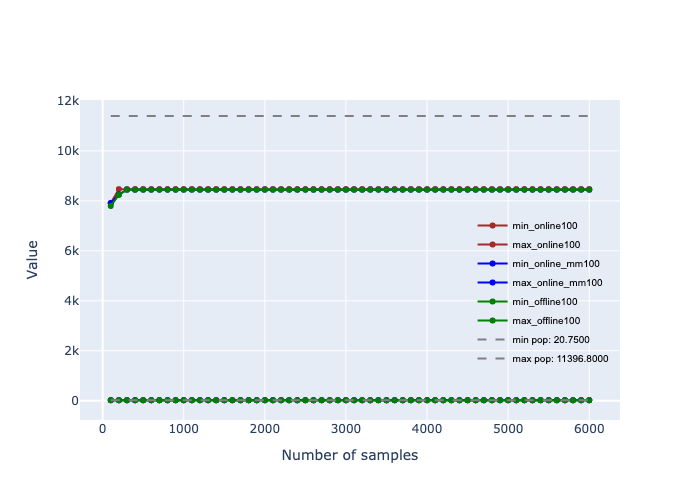 12k
10k
8k
6k
4k
2k
0
Value
min_online100
max_online100
min_online_mm100
max_online_mm100
min_offline100
max_offline100
min pop: 20.7500
max pop: 11396.8000
0 1000 2000 3000 4000 5000 6000
Number of samples